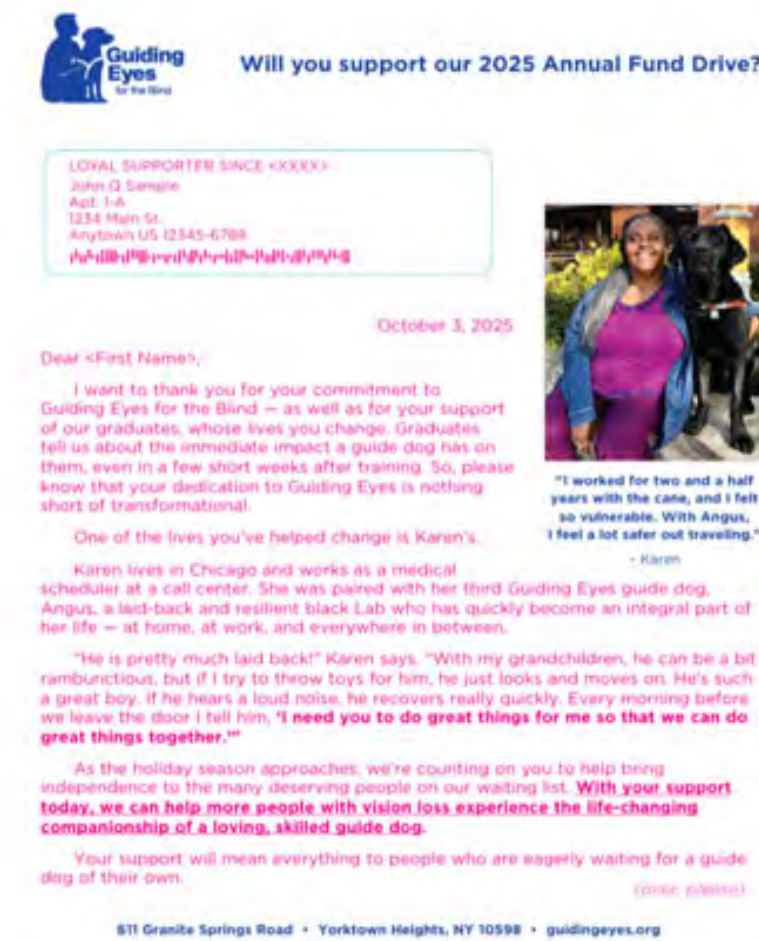 Guiding
Eyes
for the Blind
Will you support our 2025 Annual Fund Drive?
LOYAL SUPPORTER SINCE <XXXX>
John Q Sample
Apt. 1-A
1234 Main St.
Anytown US 12345-6789
October 3, 2025
Dear <First Name>,
I want to thank you for your commitment to
Guiding Eyes for the Blind — as well as for your support
of our graduates, whose lives you change. Graduates
tell us about the immediate impact a guide dog has on
them, even in a few short weeks after training. So, please
know that your dedication to Guiding Eyes is nothing
short of transformational.
One of the lives you've helped change is Karen's.
Karen lives in Chicago and works as a medical
scheduler at a call center. She was paired with her third Guiding Eyes guide dog,
Angus, a laid-back and resilient black Lab who has quickly become an integral part of
her life — at home, at work, and everywhere in between.
"He is pretty much laid back!" Karen says. "With my grandchildren, he can be a bit
rambunctious, but if I try to throw toys for him, he just looks and moves on. He's such
a great boy. If he hears a loud noise, he recovers really quickly. Every morning before
we leave the door I tell him, 'I need you to do great things for me so that we can do
great things together.'"
As the holiday season approaches, we're counting on you to help bring
independence to the many deserving people on our waiting list. With your support
today, we can help more people with vision loss experience the life-changing
companionship of a loving, skilled guide dog.
Your support will mean everything to people who are eagerly waiting for a guide
dog of their own.
(over, please)
"I worked for two and a half
years with the cane, and I felt
so vulnerable. With Angus,
I feel a lot safer out traveling."
- Karen
611 Granite Springs Road • Yorktown Heights, NY 10598 • guidingeyes.org